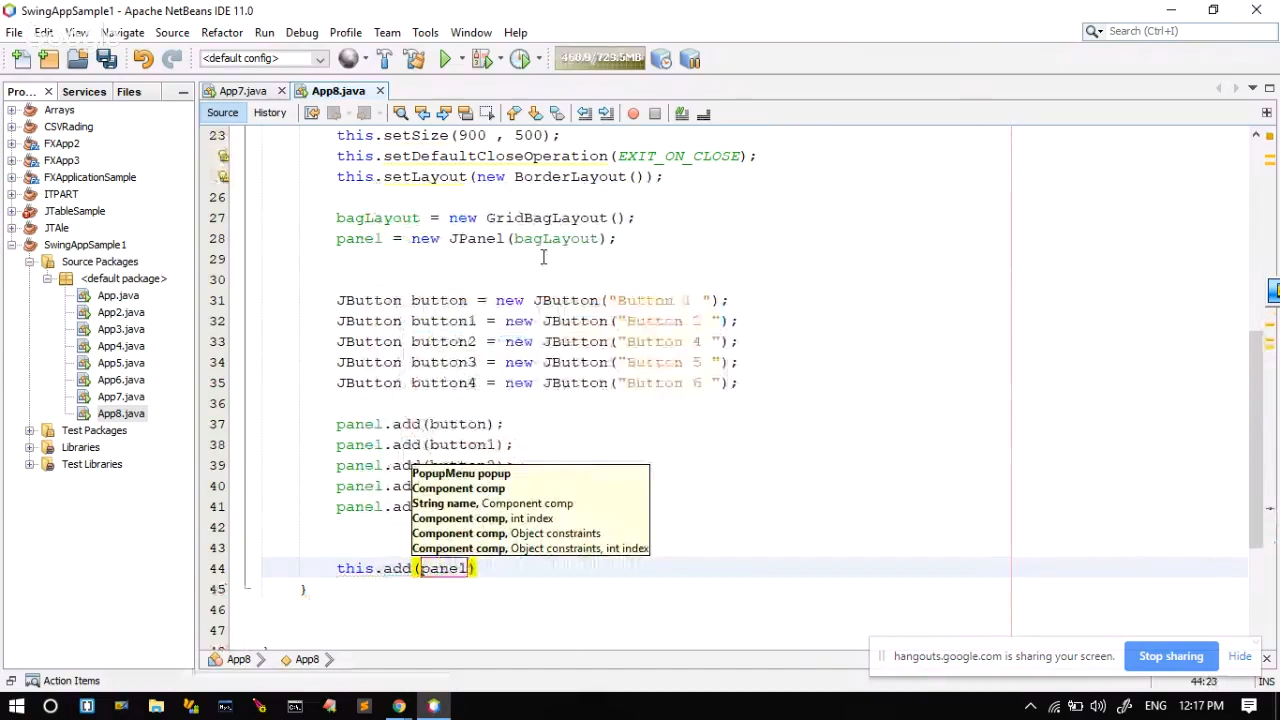 SwingAppSample1 - Apache NetBeans IDE 11.0
File Edit View Navigate Source Refactor Run Debug Profile Team Tools Window Help
Search (Ctrl+I)
<default config>
468.9/729.5MB
Pro... Services Files
App7.java App8.java
Source History
Arrays
CSVRading
FXApp2
FXApp3
FXApplicationSample
ITPART
JTableSample
JTAle
SwingAppSample1
Source Packages
<default package>
App.java
App2.java
App3.java
App4.java
App5.java
App6.java
App7.java
App8.java
Test Packages
Libraries
Test Libraries
23 this.setSize(900 , 500);
this.setDefaultCloseOperation(EXIT_ON_CLOSE);
this.setLayout(new BorderLayout());
26
27 bagLayout = new GridBagLayout();
28 panel = new JPanel(bagLayout);
29
30
31 JButton button = new JButton("Button 1 ");
32 JButton button1 = new JButton("Button 2 ");
33 JButton button2 = new JButton("Button 4 ");
34 JButton button3 = new JButton("Button 5 ");
35 JButton button4 = new JButton("Button 6 ");
36
37 panel.add(button);
38 panel.add(button1);
39 panel.add(button2);
40 panel.ad
41 panel.ad
42
43
44 this.add(panel)
45 }
46
47
PopupMenu popup
Component comp
String name, Component comp
Component comp, int index
Component comp, Object constraints
Component comp, Object constraints, int index
App8 App8
hangouts.google.com is sharing your screen. Stop sharing Hide
Action Items
44:23 INS
12:17 PM